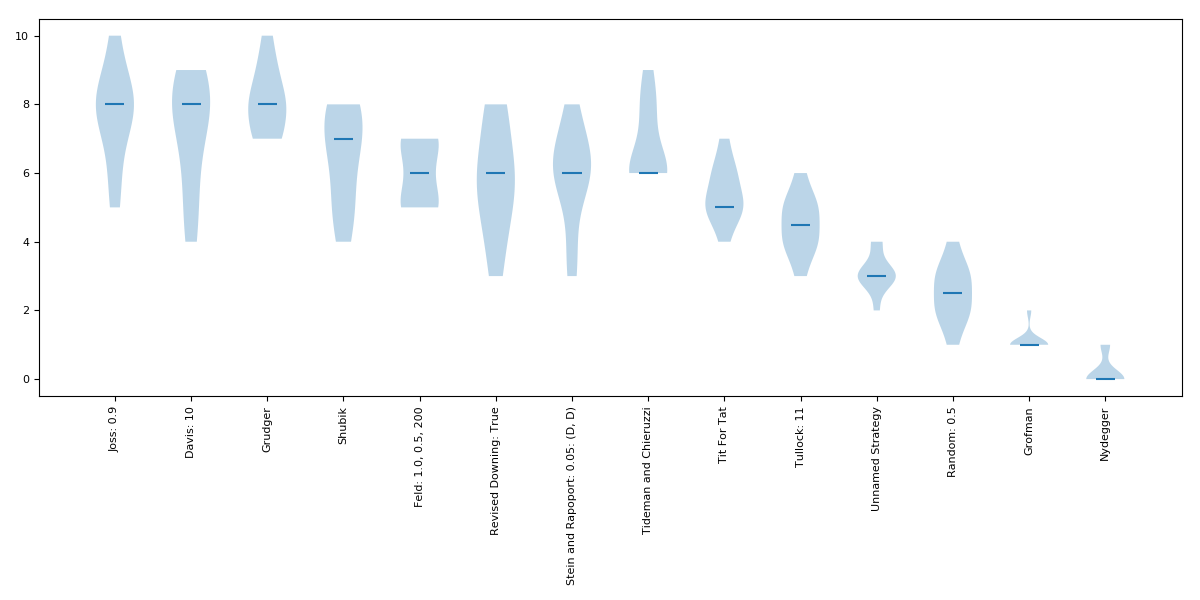 10
8
6
4
2
0
Joss: 0.9
Davis: 10
Grudger
Shubik
Feld: 1.0, 0.5, 200
Revised Downing: True
Stein and Rapoport: 0.05: (D, D)
Tideman and Chieruzzi
Tit For Tat
Tullock: 11
Unnamed Strategy
Random: 0.5
Grofman
Nydegger